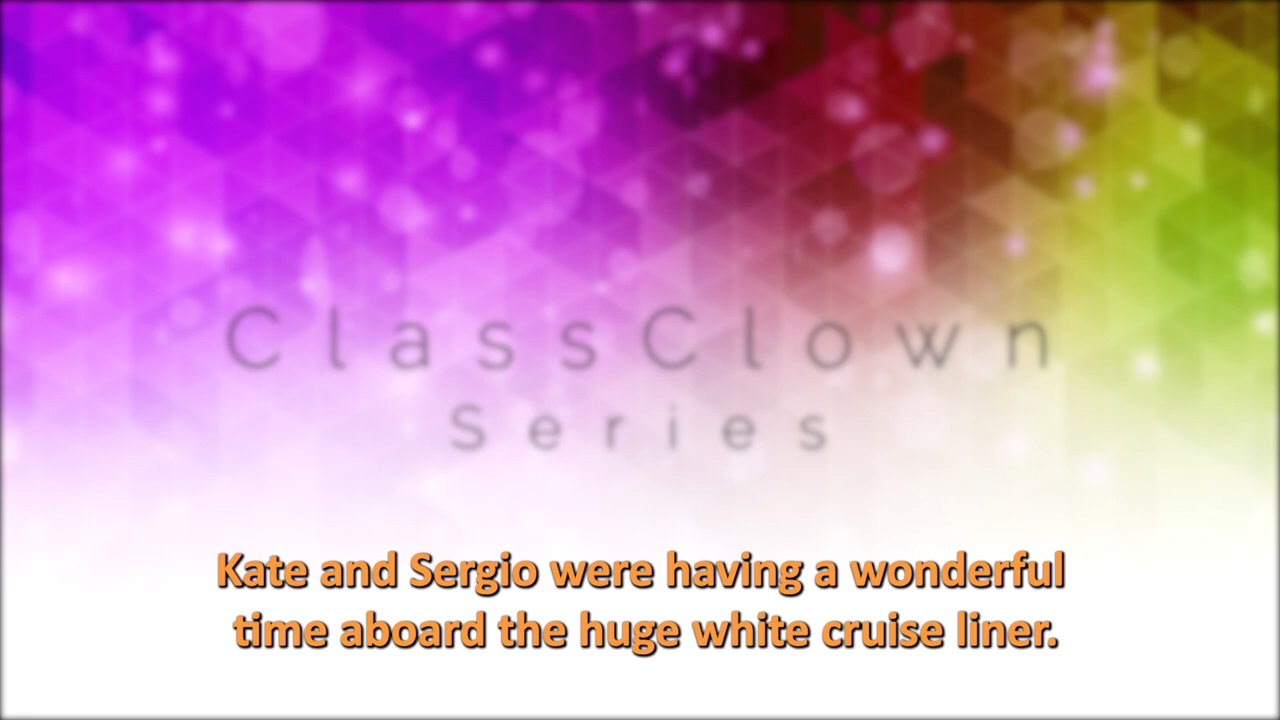 ClassClown
Series
Kate and Sergio were having a wonderful
time aboard the huge white cruise liner.